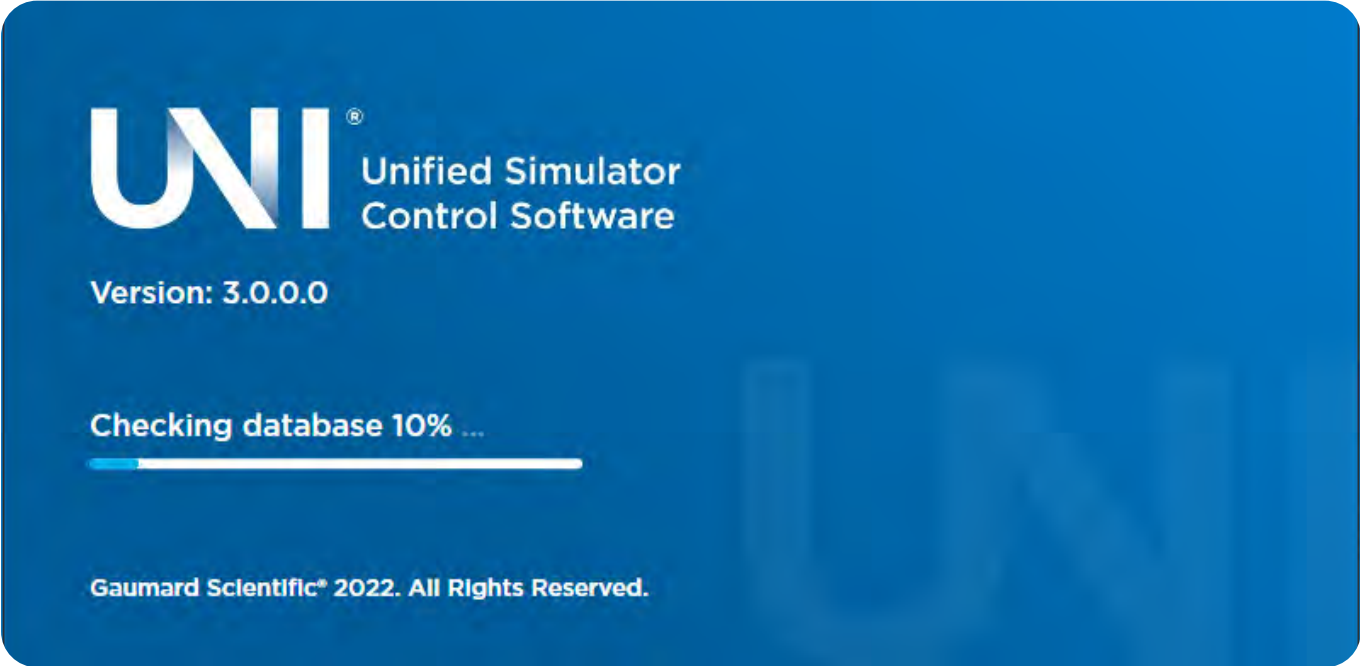 UNI®
Unified Simulator
Control Software
Version: 3.0.0.0
Checking database 10% ...
Gaumard Scientific® 2022. All Rights Reserved.
UNI